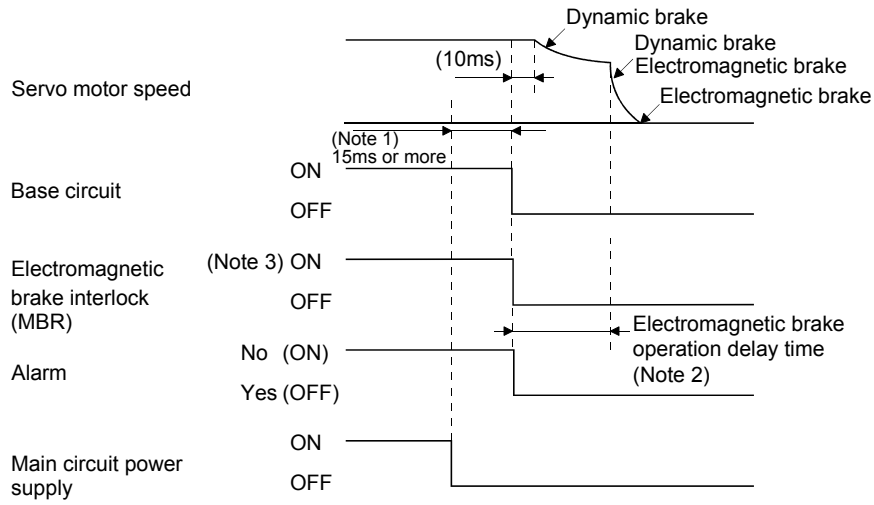 Dynamic brake
Dynamic brake
Electromagnetic brake
Electromagnetic brake
(10ms)
Servo motor speed
(Note 1)
15ms or more
Base circuit
ON
OFF
Electromagnetic
brake interlock
(MBR)
(Note 3) ON
OFF
Electromagnetic brake
operation delay time
(Note 2)
Alarm
No (ON)
Yes (OFF)
Main circuit power
supply
ON
OFF